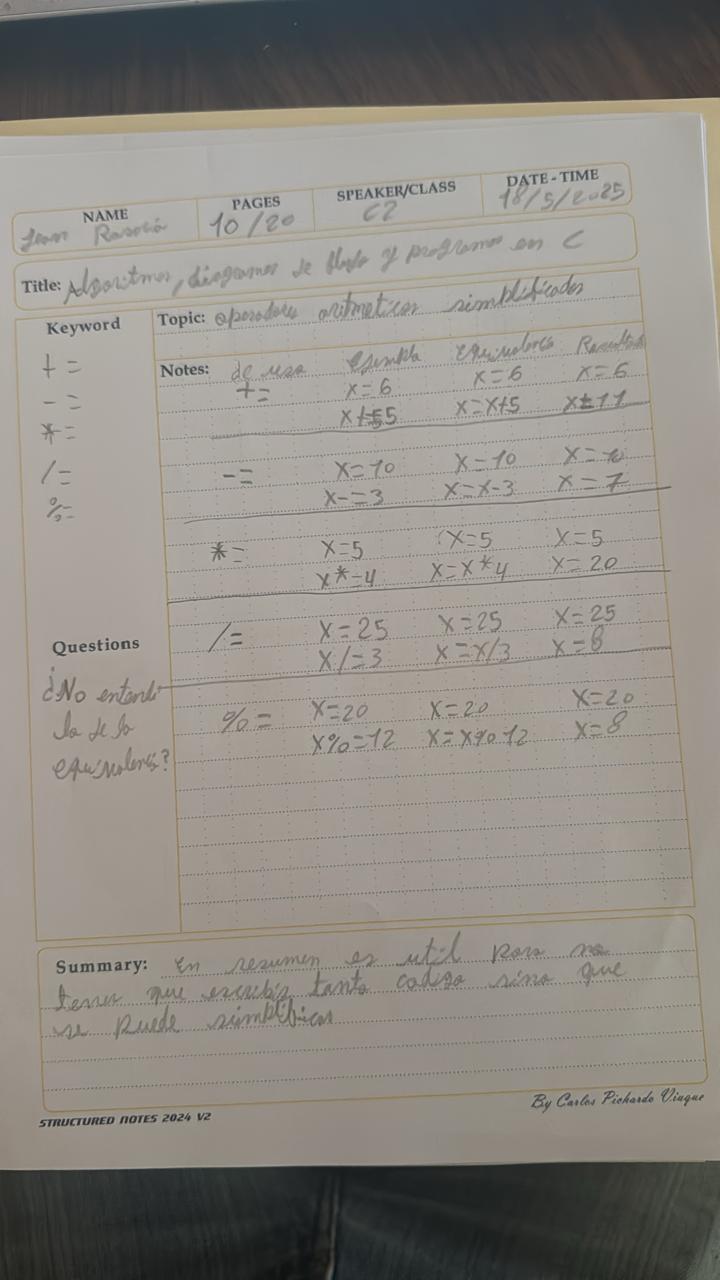 NAME PAGES SPEAKER/CLASS DATE - TIME
Jean Rasocia 10/20 C2 18/5/2025
Title: Algoritmos, diagramas de flujo y programas en C
Keyword Topic: operadores aritmeticos simplificados
Notes: de uso ejemplo equivalencia Resultado
+= += x=6 x=6 x=6
-= x+=5 x=x+5 x=11
*=
/= -= x=10 x=10 x=10
%= x-=3 x=x-3 x=7
*= x=5 x=5 x=5
x*=4 x=x*4 x=20
Questions /= x=25 x=25 x=25
x/=3 x=x/3 x=8
¿No entendi %= x=20 x=20 x=20
la de la x%=12 x=x%12 x=8
equivalencia?
Summary: En resumen es util para no
tener que escribir tanto codigo sino que
se puede simplificar
By Carlos Pichardo Viuque
STRUCTURED NOTES 2024 V2